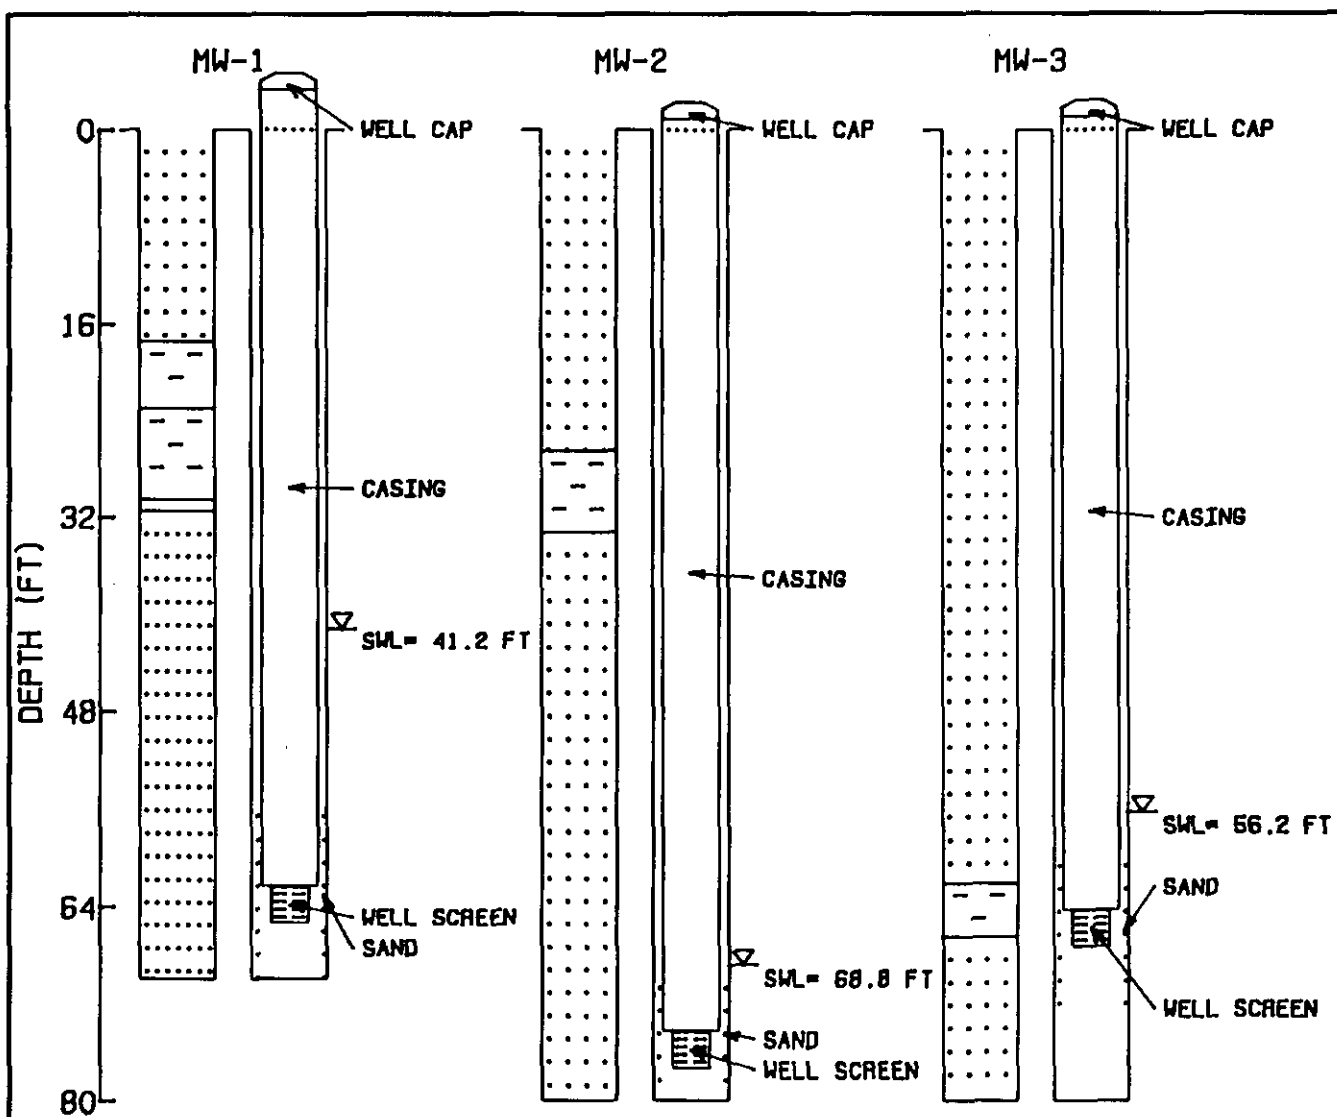 MW-1
MW-2
MW-3
0
WELL CAP
WELL CAP
WELL CAP
16
CASING
32
CASING
CASING
DEPTH (FT)
SWL= 41.2 FT
48
SWL= 56.2 FT
SAND
64
WELL SCREEN
SAND
SWL= 68.8 FT
WELL SCREEN
SAND
WELL SCREEN
80